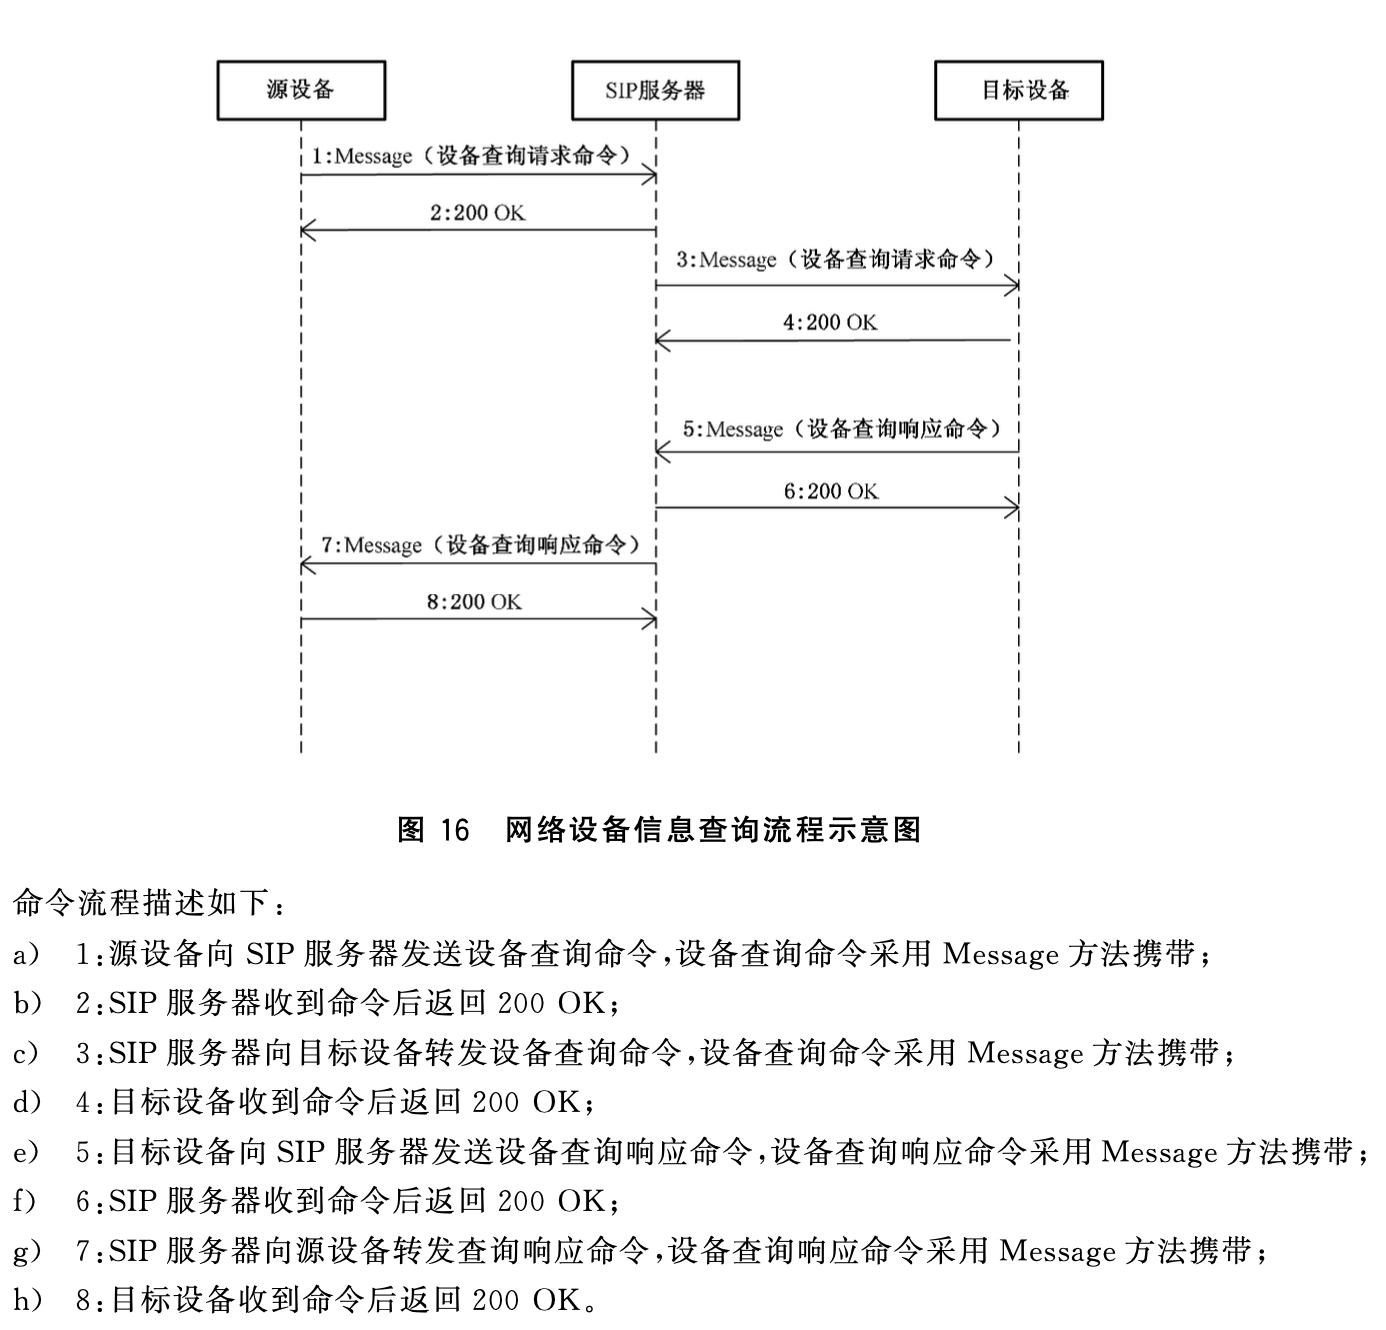 源设备
SIP服务器
目标设备
1:Message（设备查询请求命令）
2:200 OK
3:Message（设备查询请求命令）
4:200 OK
5:Message（设备查询响应命令）
6:200 OK
7:Message（设备查询响应命令）
8:200 OK
图 16 网络设备信息查询流程示意图
命令流程描述如下：
a） 1:源设备向 SIP 服务器发送设备查询命令,设备查询命令采用 Message 方法携带；
b） 2:SIP 服务器收到命令后返回 200 OK；
c） 3:SIP 服务器向目标设备转发设备查询命令,设备查询命令采用 Message 方法携带；
d） 4:目标设备收到命令后返回 200 OK；
e） 5:目标设备向 SIP 服务器发送设备查询响应命令,设备查询响应命令采用 Message 方法携带；
f） 6:SIP 服务器收到命令后返回 200 OK；
g） 7:SIP 服务器向源设备转发查询响应命令,设备查询响应命令采用 Message 方法携带；
h） 8:目标设备收到命令后返回 200 OK。